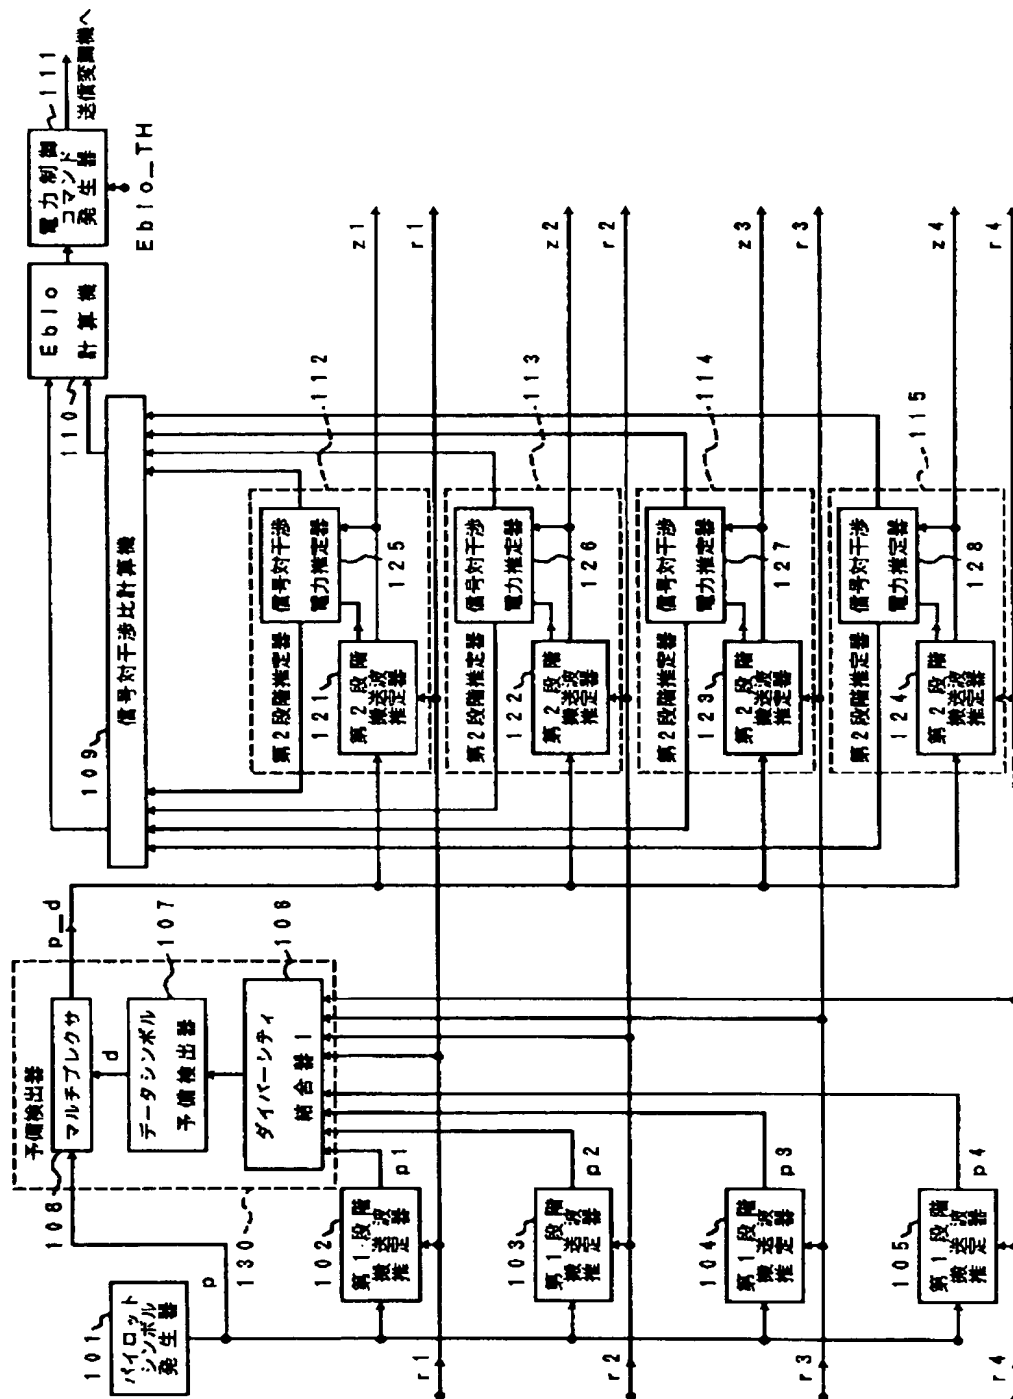 101
パイロット
シンボル
発生器
p
108
予備検出器
マルチプレクサ
p_d
d
データシンボル
予備検出器
107
ダイバーシティ
結合器1
106
130
102
第1段階
搬送波
推定器
p1
103
第1段階
搬送波
推定器
p2
104
第1段階
搬送波
推定器
p3
105
第1段階
搬送波
推定器
p4
r1
r2
r3
r4
109
信号対干渉比計算機
110
EbIo
計算機
電力制御
コマンド
発生器
111
送信変調機へ
EbIo_TH
第2段階推定器
121
第2段階
搬送波
推定器
信号対干渉
電力推定器
125
112
z1
r1
第2段階推定器
122
第2段階
搬送波
推定器
信号対干渉
電力推定器
126
113
z2
r2
第2段階推定器
123
第2段階
搬送波
推定器
信号対干渉
電力推定器
127
114
z3
r3
第2段階推定器
124
第2段階
搬送波
推定器
信号対干渉
電力推定器
128
115
z4
r4